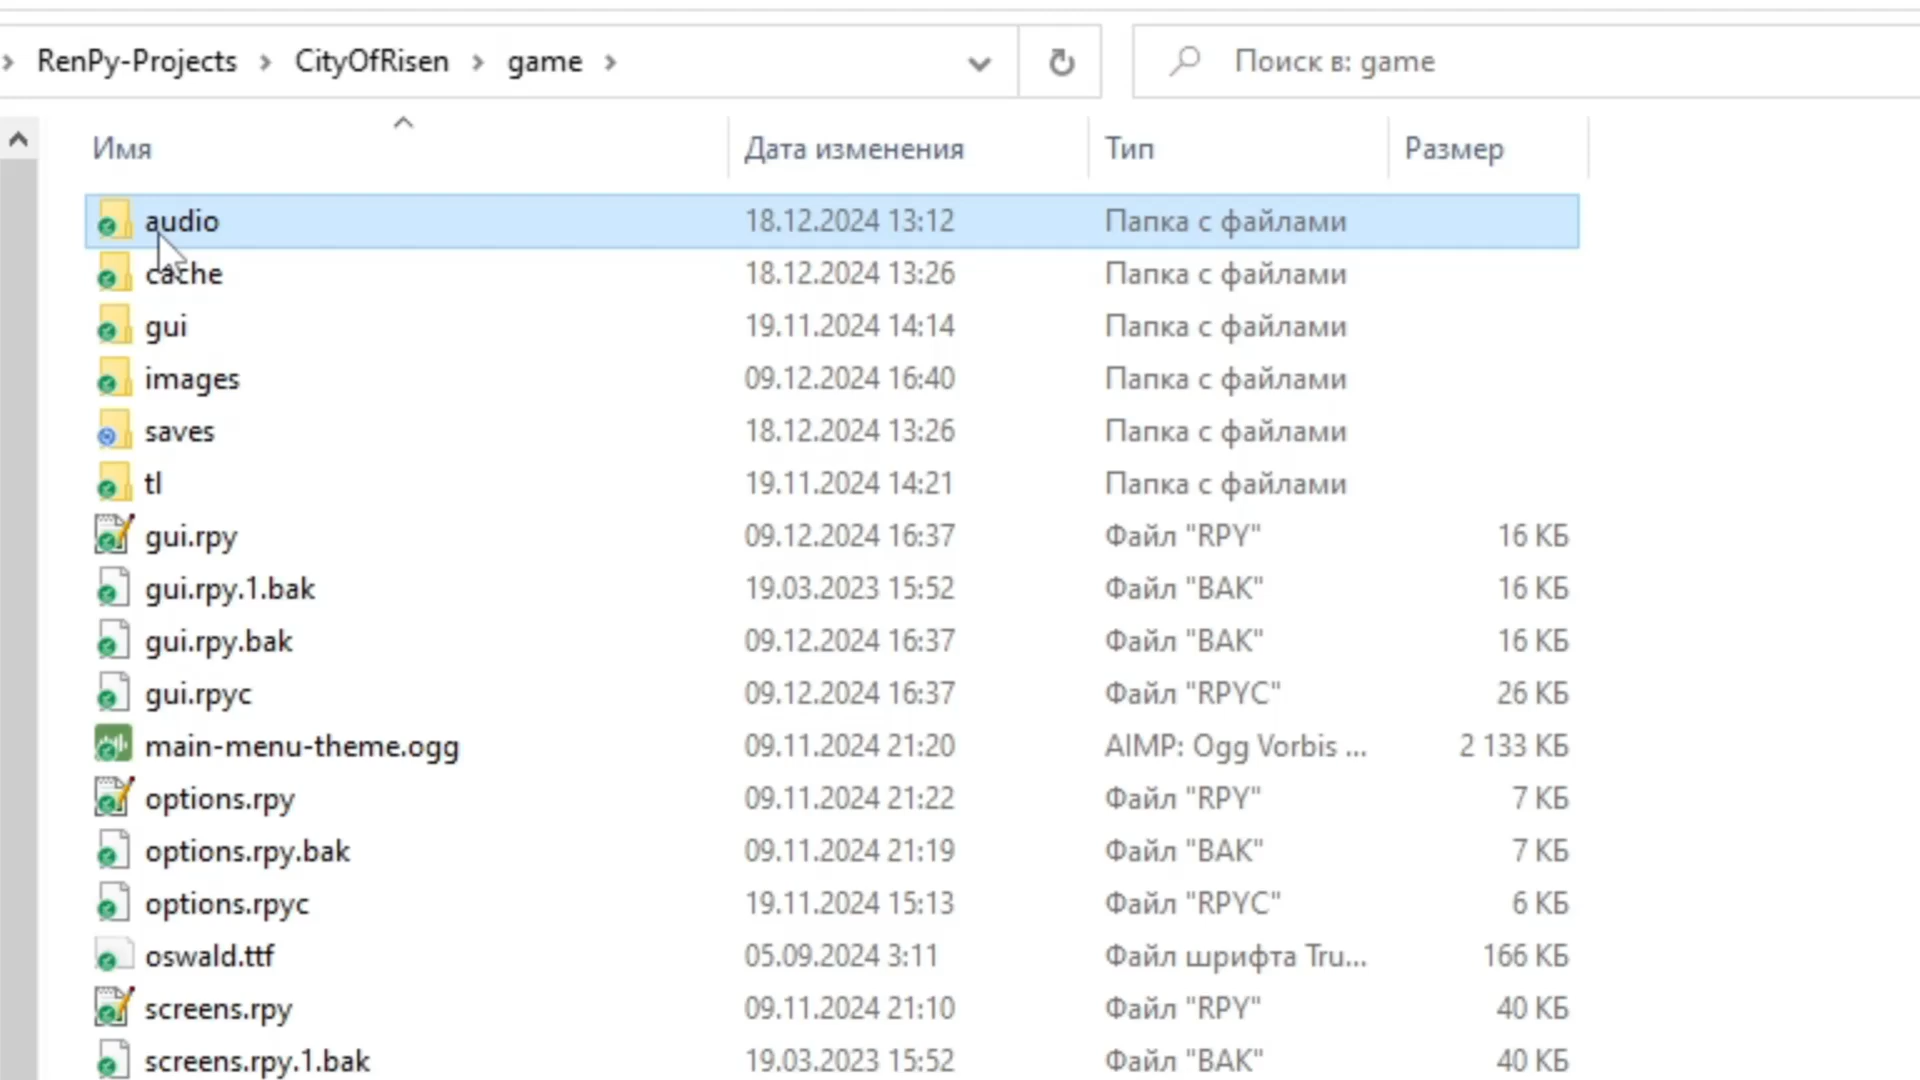 RenPy-Projects > CityOfRisen > game >
Поиск в: game
Имя Дата изменения Тип Размер
audio 18.12.2024 13:12 Папка с файлами
cache 18.12.2024 13:26 Папка с файлами
gui 19.11.2024 14:14 Папка с файлами
images 09.12.2024 16:40 Папка с файлами
saves 18.12.2024 13:26 Папка с файлами
tl 19.11.2024 14:21 Папка с файлами
gui.rpy 09.12.2024 16:37 Файл "RPY" 16 КБ
gui.rpy.1.bak 19.03.2023 15:52 Файл "BAK" 16 КБ
gui.rpy.bak 09.12.2024 16:37 Файл "BAK" 16 КБ
gui.rpyc 09.12.2024 16:37 Файл "RPYC" 26 КБ
main-menu-theme.ogg 09.11.2024 21:20 AIMP: Ogg Vorbis ... 2 133 КБ
options.rpy 09.11.2024 21:22 Файл "RPY" 7 КБ
options.rpy.bak 09.11.2024 21:19 Файл "BAK" 7 КБ
options.rpyc 19.11.2024 15:13 Файл "RPYC" 6 КБ
oswald.ttf 05.09.2024 3:11 Файл шрифта Tru... 166 КБ
screens.rpy 09.11.2024 21:10 Файл "RPY" 40 КБ
screens.rpy.1.bak 19.03.2023 15:52 Файл "BAK" 40 КБ